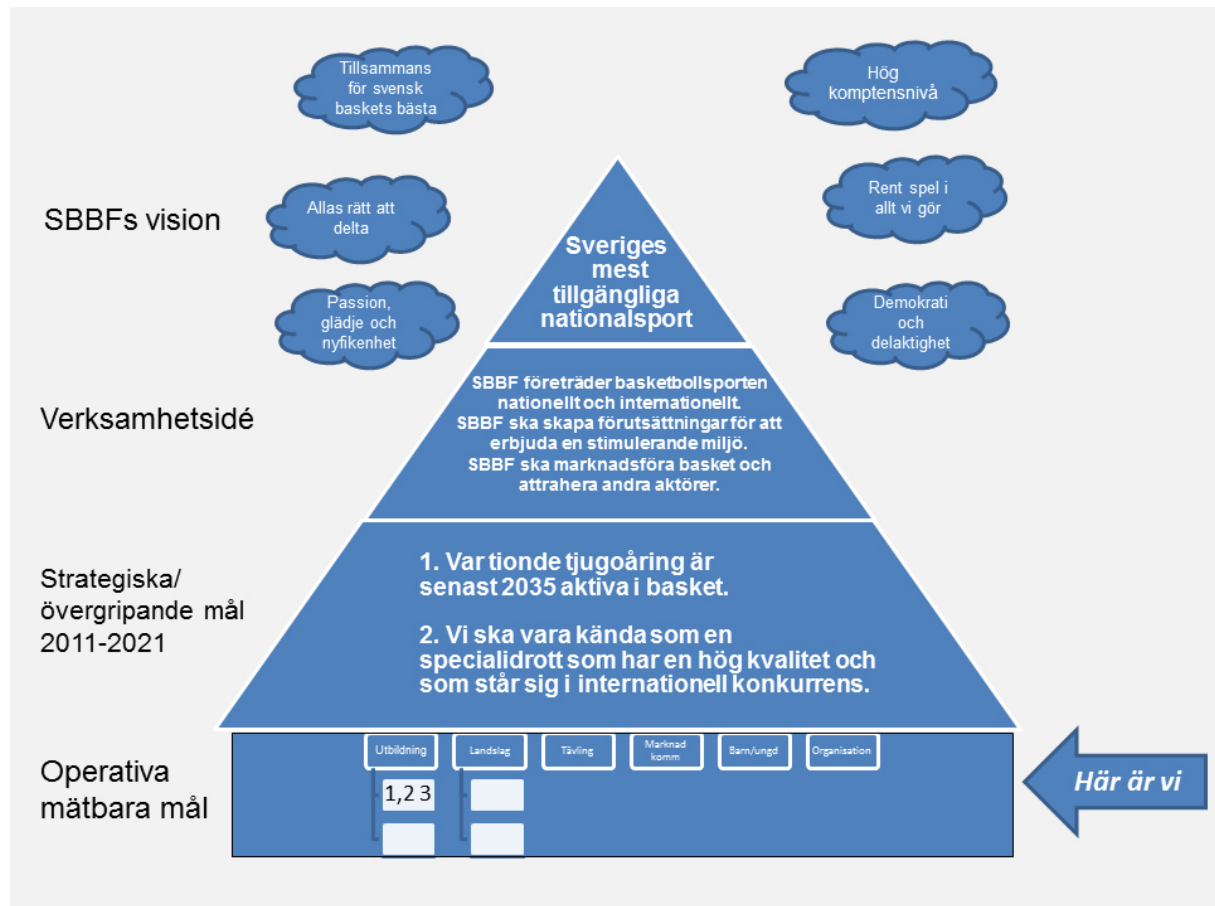 Tillsammans
för svensk
baskets bästa
Hög
komptensnivå
SBBFs vision
Allas rätt att
delta
Rent spel i
allt vi gör
Passion,
glädje och
nyfikenhet
Demokrati
och
delaktighet
Sveriges
mest
tillgängliga
nationalsport
Verksamhetsidé
SBBF företräder basketbollsporten
nationellt och internationellt.
SBBF ska skapa förutsättningar för att
erbjuda en stimulerande miljö.
SBBF ska marknadsföra basket och
attrahera andra aktörer.
Strategiska/
övergripande mål
2011-2021
1. Var tionde tjugoåring är
senast 2035 aktiva i basket.
2. Vi ska vara kända som en
specialidrott som har en hög kvalitet och
som står sig i internationell konkurrens.
Operativa
mätbara mål
Utbildning
Landslag
Tävling
Marknad
komm
Barn/ungd
Organisation
1,2 3
Här är vi